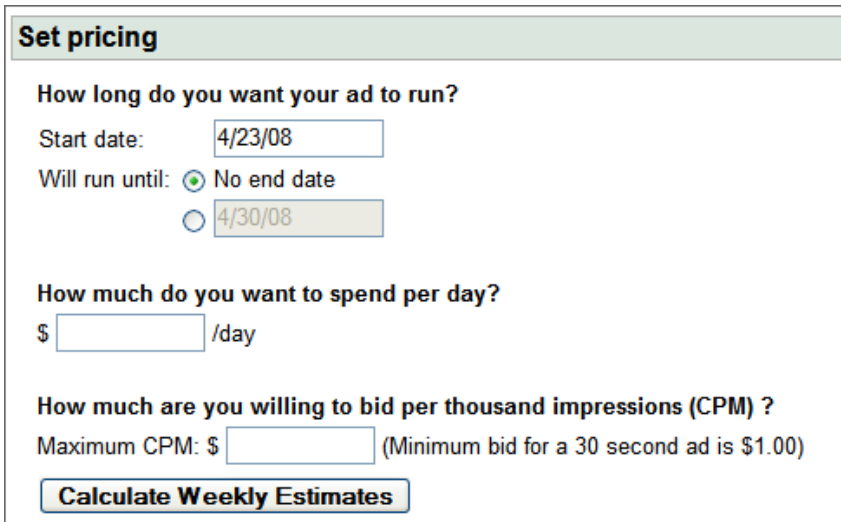 Set pricing
How long do you want your ad to run?
Start date: 4/23/08
Will run until: No end date
4/30/08
How much do you want to spend per day?
$ /day
How much are you willing to bid per thousand impressions (CPM) ?
Maximum CPM: $ (Minimum bid for a 30 second ad is $1.00)
Calculate Weekly Estimates